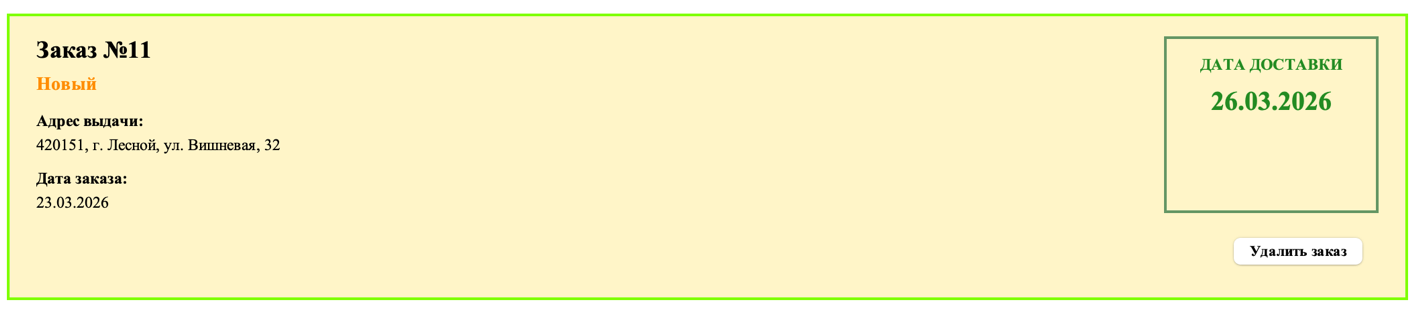 Заказ №11
Новый
Адрес выдачи:
420151, г. Лесной, ул. Вишневая, 32
Дата заказа:
23.03.2026
ДАТА ДОСТАВКИ
26.03.2026
Удалить заказ